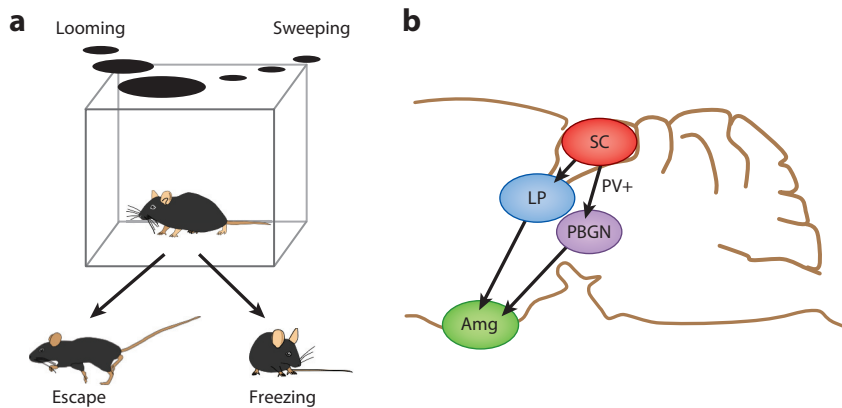 a
Looming
Sweeping
Escape
Freezing
b
SC
PV+
LP
PBGN
Amg